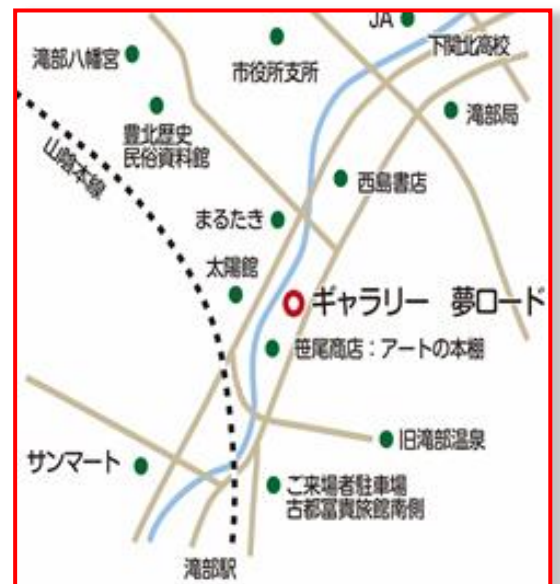 JA
下関北高校
滝部八幡宮
市役所支所
滝部局
豊北歴史
民俗資料館
山陰本線
西島書店
まるたき
太陽館
ギャラリー 夢ロード
笹尾商店：アートの本棚
旧滝部温泉
サンマート
ご来場者駐車場
古都冨貴旅館南側
滝部駅